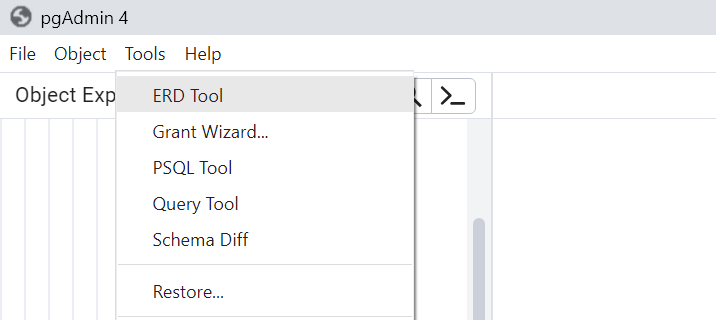 pgAdmin 4
File Object Tools Help
Object Exp
ERD Tool
Grant Wizard...
PSQL Tool
Query Tool
Schema Diff
Restore...